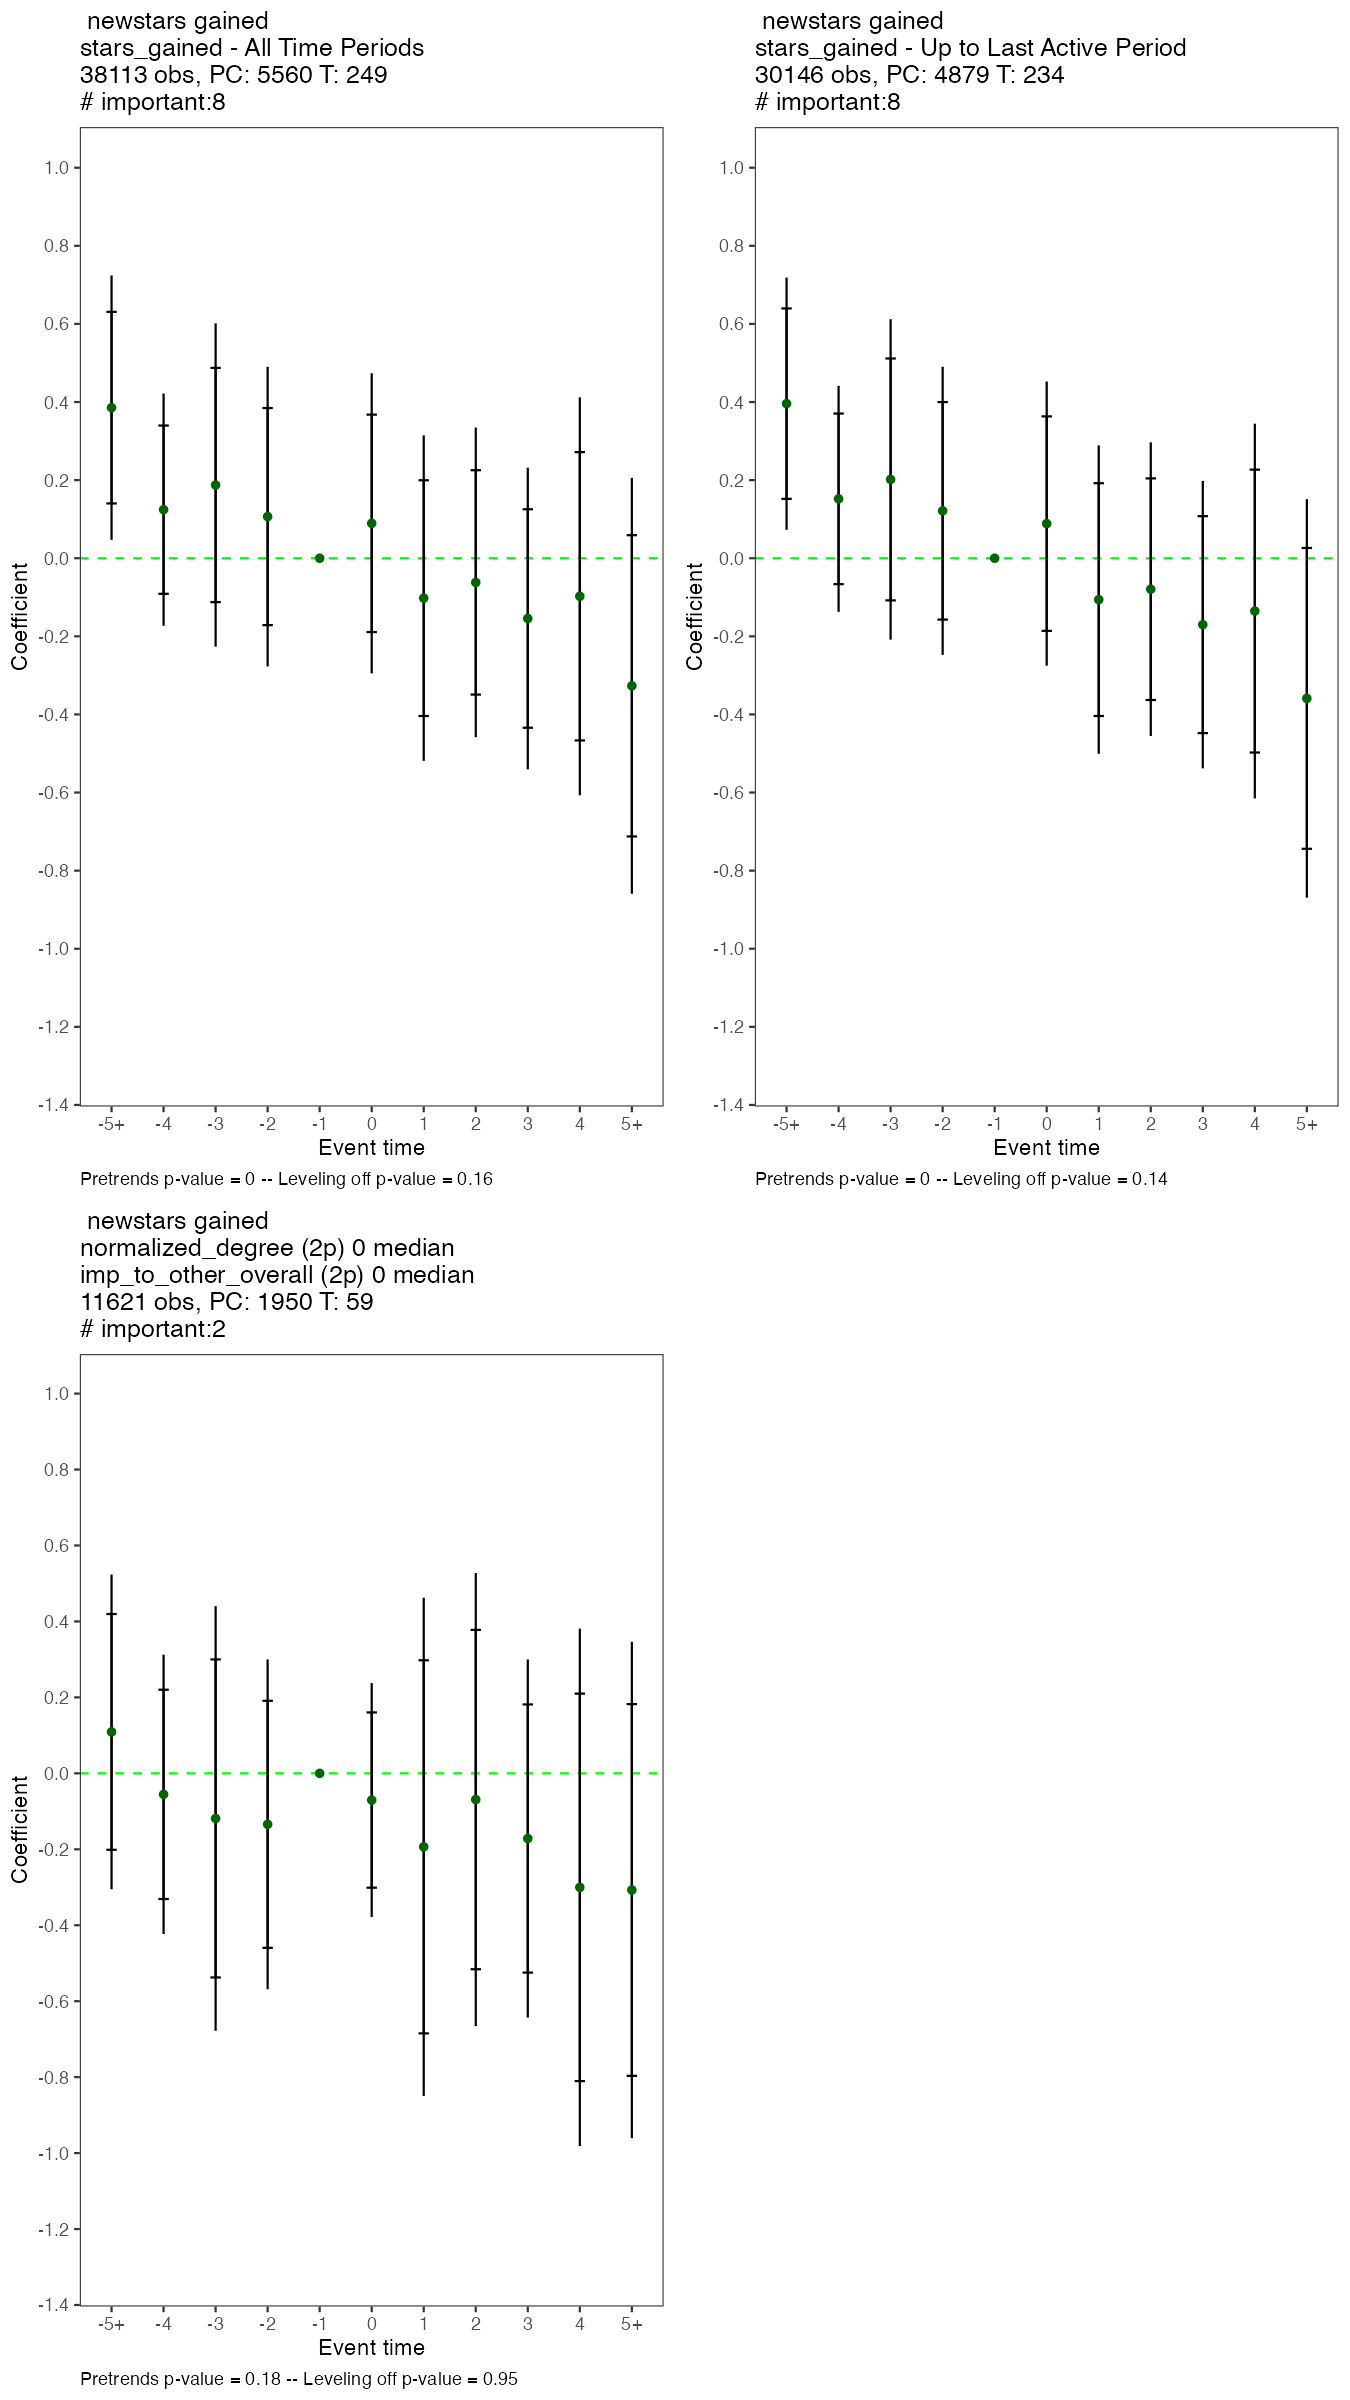 newstars gained
stars_gained - All Time Periods
38113 obs, PC: 5560 T: 249
# important:8
1.0
0.8
0.6
0.4
0.2
0.0
-0.2
-0.4
-0.6
-0.8
-1.0
-1.2
-1.4
Coefficient
-5+ -4 -3 -2 -1 0 1 2 3 4 5+
Event time
Pretrends p-value = 0 -- Leveling off p-value = 0.16
newstars gained
stars_gained - Up to Last Active Period
30146 obs, PC: 4879 T: 234
# important:8
1.0
0.8
0.6
0.4
0.2
0.0
-0.2
-0.4
-0.6
-0.8
-1.0
-1.2
-1.4
Coefficient
-5+ -4 -3 -2 -1 0 1 2 3 4 5+
Event time
Pretrends p-value = 0 -- Leveling off p-value = 0.14
newstars gained
normalized_degree (2p) 0 median
imp_to_other_overall (2p) 0 median
11621 obs, PC: 1950 T: 59
# important:2
1.0
0.8
0.6
0.4
0.2
0.0
-0.2
-0.4
-0.6
-0.8
-1.0
-1.2
-1.4
Coefficient
-5+ -4 -3 -2 -1 0 1 2 3 4 5+
Event time
Pretrends p-value = 0.18 -- Leveling off p-value = 0.95